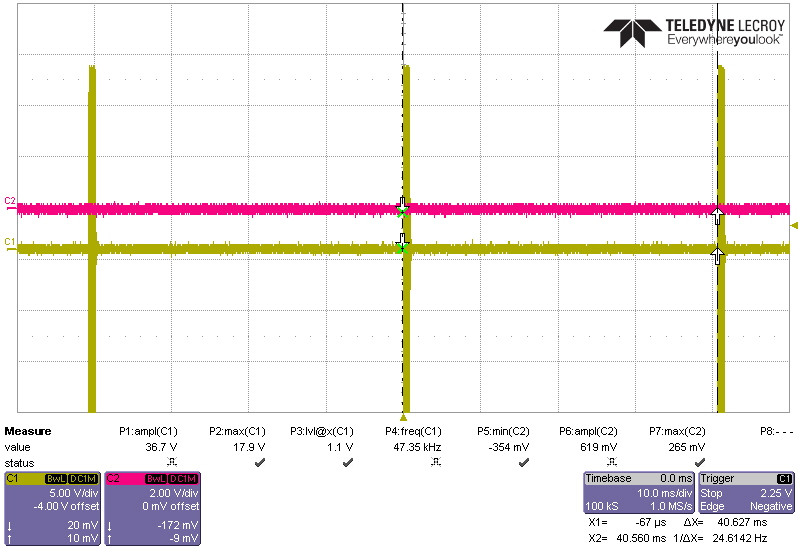 TELEDYNE LECROY
Everywhereyoulook™
C2
C1
Measure P1:ampl(C1) P2:max(C1) P3:lvl@x(C1) P4:freq(C1) P5:min(C2) P6:ampl(C2) P7:max(C2) P8:- - -
value 36.7 V 17.9 V 1.1 V 47.35 kHz -354 mV 619 mV 265 mV
status
C1 BwL DC1M
5.00 V/div
-4.00 V offset
↓ 20 mV
↑ 10 mV
C2 BwL DC1M
2.00 V/div
0 mV offset
↓ -172 mV
↑ -9 mV
Timebase 0.0 ms
10.0 ms/div
100 kS 1.0 MS/s
Trigger C1
Stop 2.25 V
Edge Negative
X1= -67 µs ΔX= 40.627 ms
X2= 40.560 ms 1/ΔX= 24.6142 Hz